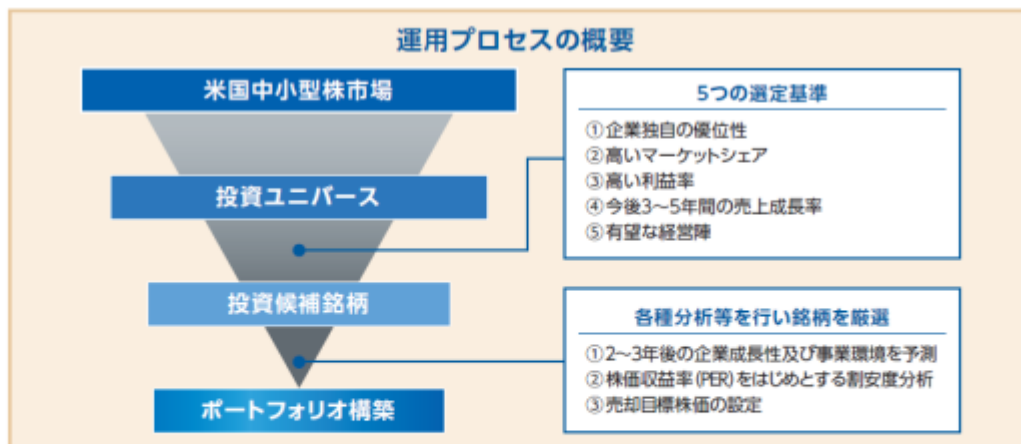 運用プロセスの概要
米国中小型株市場
投資ユニバース
投資候補銘柄
ポートフォリオ構築
5つの選定基準
①企業独自の優位性
②高いマーケットシェア
③高い利益率
④今後3～5年間の売上成長率
⑤有望な経営陣
各種分析等を行い銘柄を厳選
①2～3年後の企業成長性及び事業環境を予測
②株価収益率(PER)をはじめとする割安度分析
③売却目標株価の設定